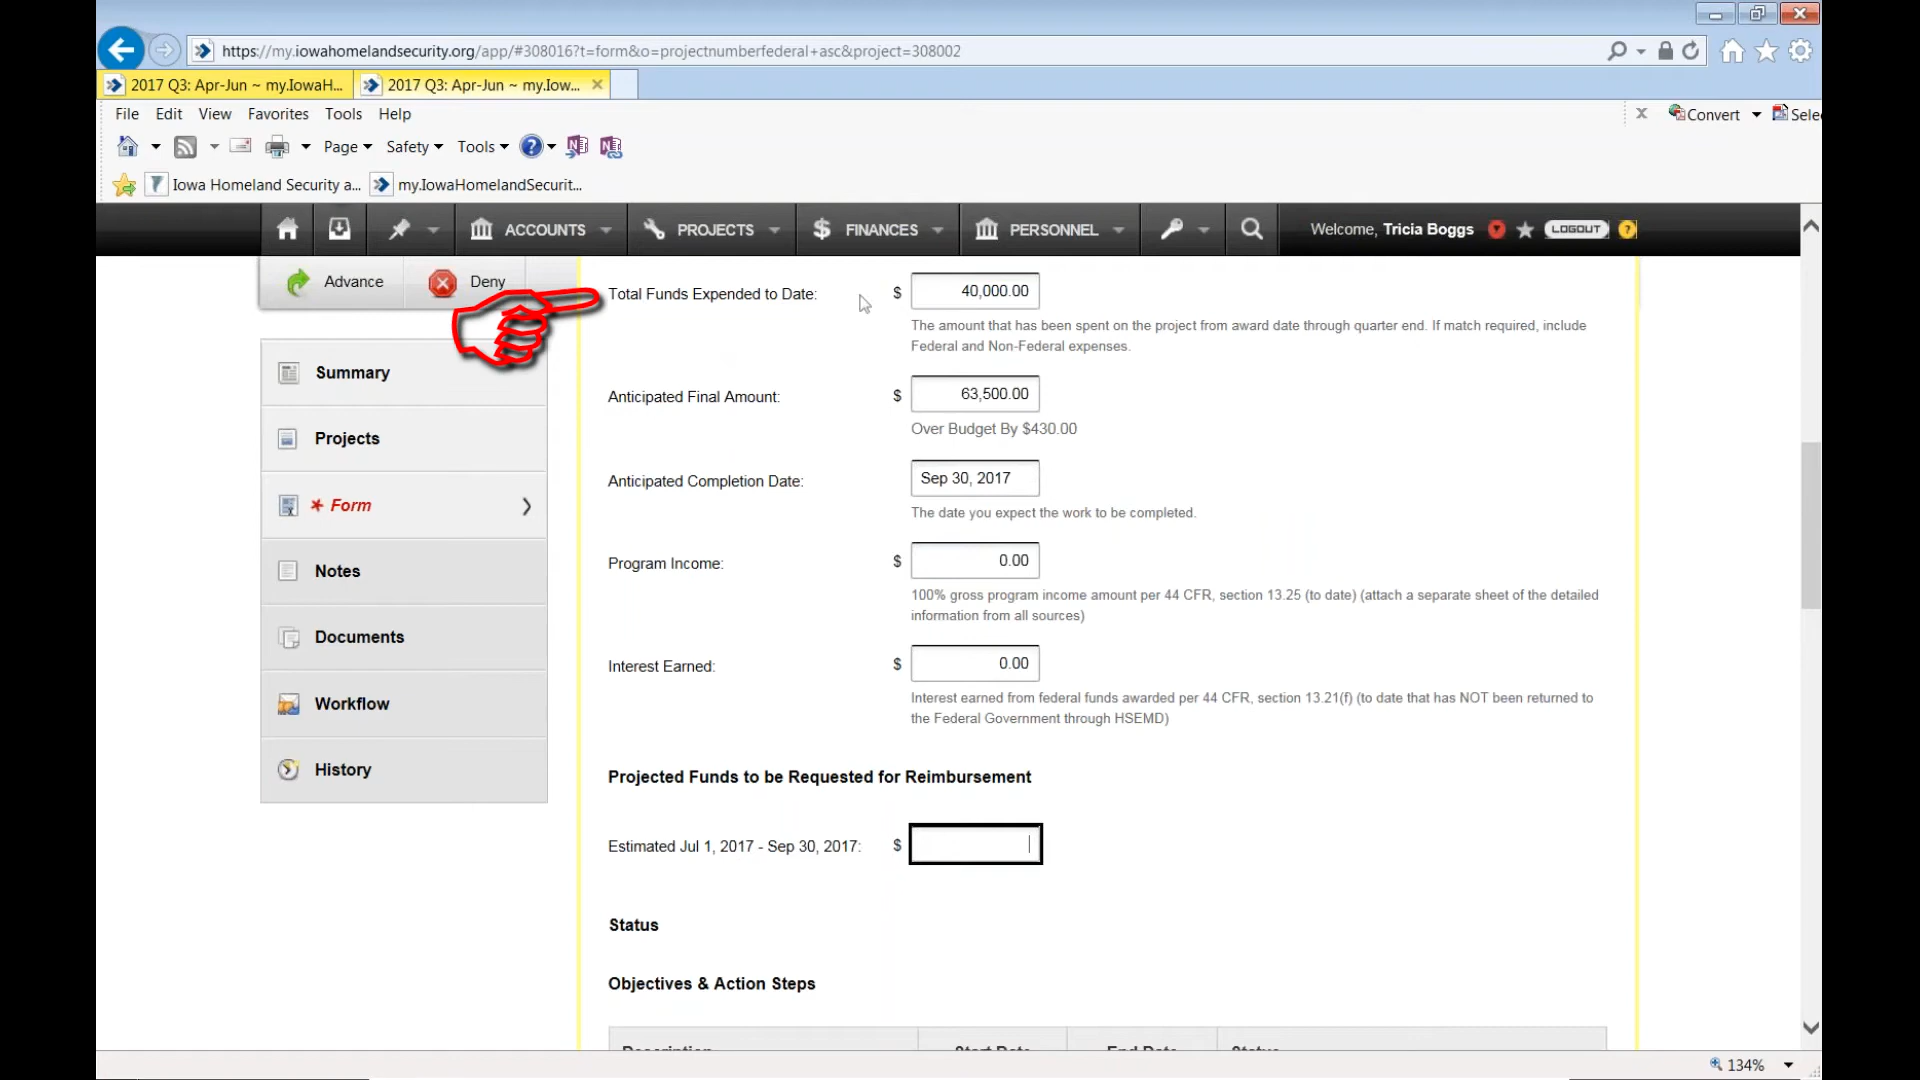 https://my.iowahomelandsecurity.org/app/#308016?t=form&o=projectnumberfederal+asc&project=308002
2017 Q3: Apr-Jun ~ my.IowaH...
2017 Q3: Apr-Jun ~ my.Iow...
File Edit View Favorites Tools Help
Convert
Sele
Page Safety Tools
Iowa Homeland Security a...
my.IowaHomelandSecurit...
ACCOUNTS PROJECTS FINANCES PERSONNEL
Welcome, Tricia Boggs
LOGOUT
Advance Deny
Summary
Projects
* Form
Notes
Documents
Workflow
History
Total Funds Expended to Date: $ 40,000.00
The amount that has been spent on the project from award date through quarter end. If match required, include
Federal and Non-Federal expenses.
Anticipated Final Amount: $ 63,500.00
Over Budget By $430.00
Anticipated Completion Date: Sep 30, 2017
The date you expect the work to be completed.
Program Income: $ 0.00
100% gross program income amount per 44 CFR, section 13.25 (to date) (attach a separate sheet of the detailed
information from all sources)
Interest Earned: $ 0.00
Interest earned from federal funds awarded per 44 CFR, section 13.21(f) (to date that has NOT been returned to
the Federal Government through HSEMD)
Projected Funds to be Requested for Reimbursement
Estimated Jul 1, 2017 - Sep 30, 2017: $
Status
Objectives & Action Steps
Description Start Date End Date Status
134%